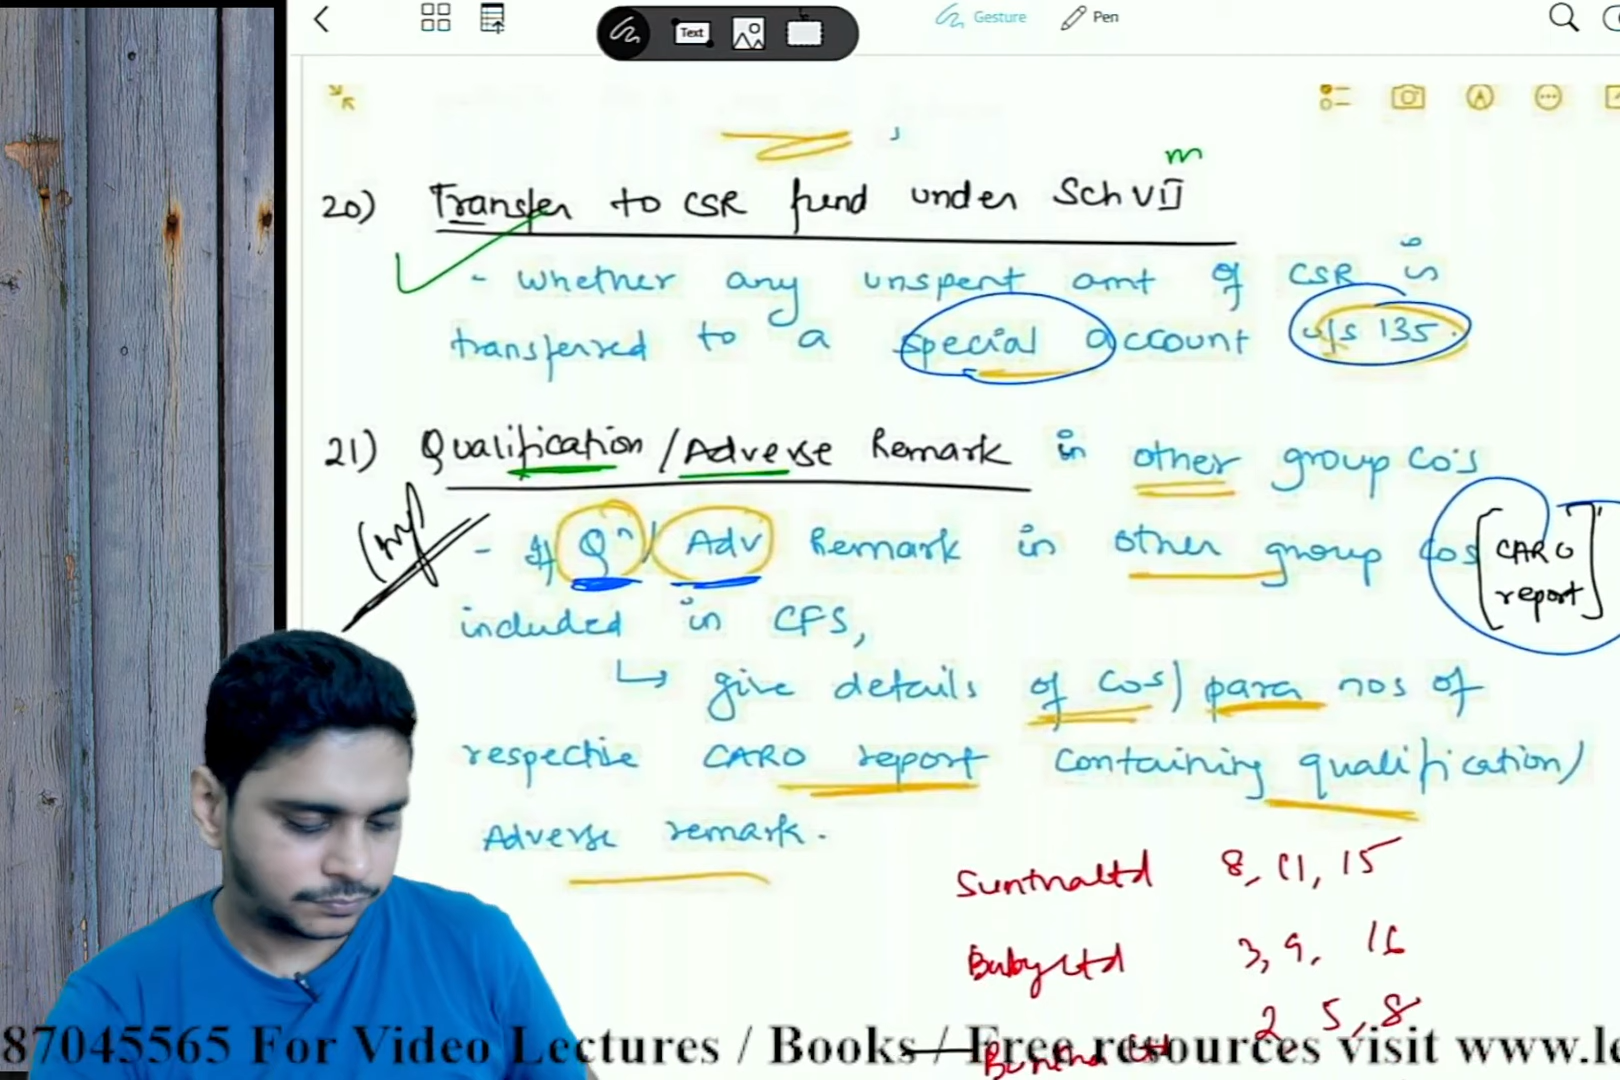 Gesture Pen
Text
20) Transfer to CSR fund under Sch VII
- Whether any unspent amt of CSR is
transferred to a special account u/s 135.
21) Qualification / Adverse Remark in other group Co's
(my)
- If Qn / Adv Remark in other group Cos [CARO report]
included in CFS,
↳ give details of Cos / para nos of
respective CARO report containing qualification /
Adverse remark.
8, 11, 15
Baby Ltd 3, 9, 16
2, 5, 8
87045565 For Video Lectures / Books / Free resources visit www.le